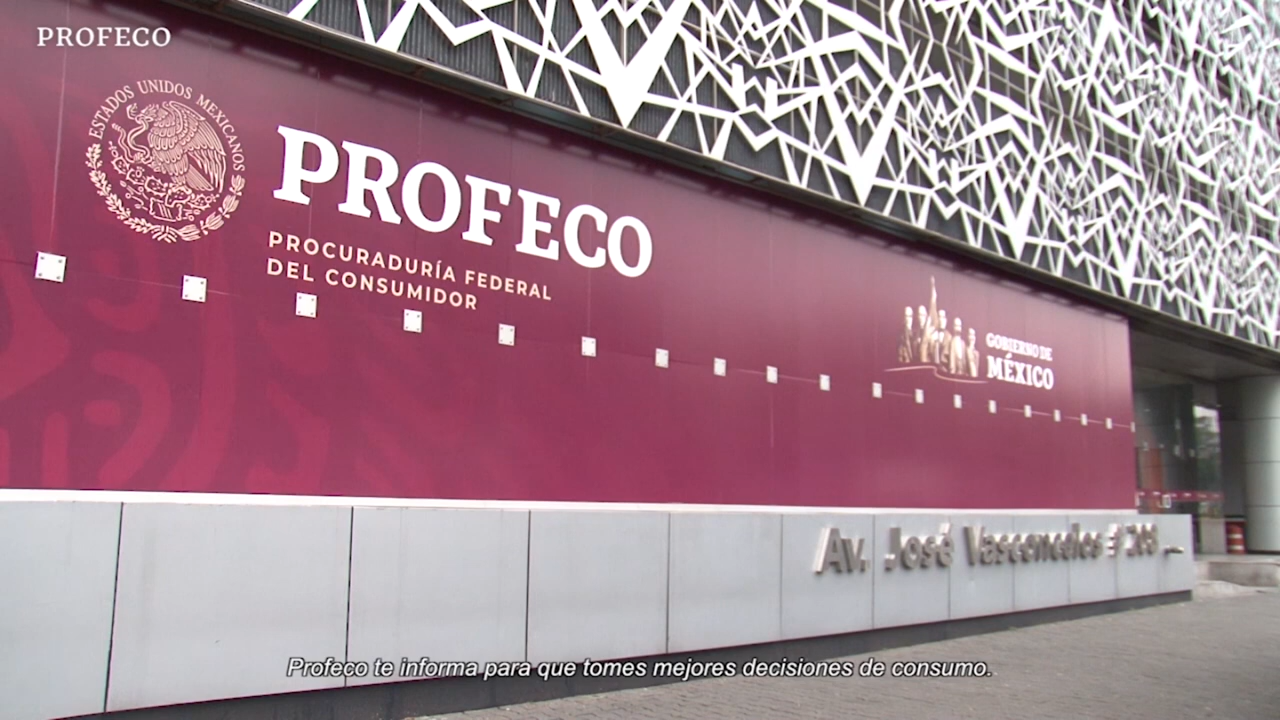 PROFECO
ESTADOS UNIDOS MEXICANOS
PROFECO
PROCURADURÍA FEDERAL
DEL CONSUMIDOR
GOBIERNO DE
MÉXICO
Av. José Vasconcelos # 208
Profeco te informa para que tomes mejores decisiones de consumo.